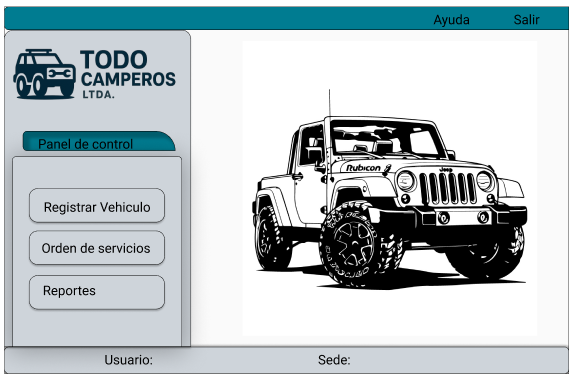 Ayuda Salir
TODO
CAMPEROS
LTDA.
Panel de control
Registrar Vehiculo
Orden de servicios
Reportes
Rubicon
Jeep
Usuario: Sede: